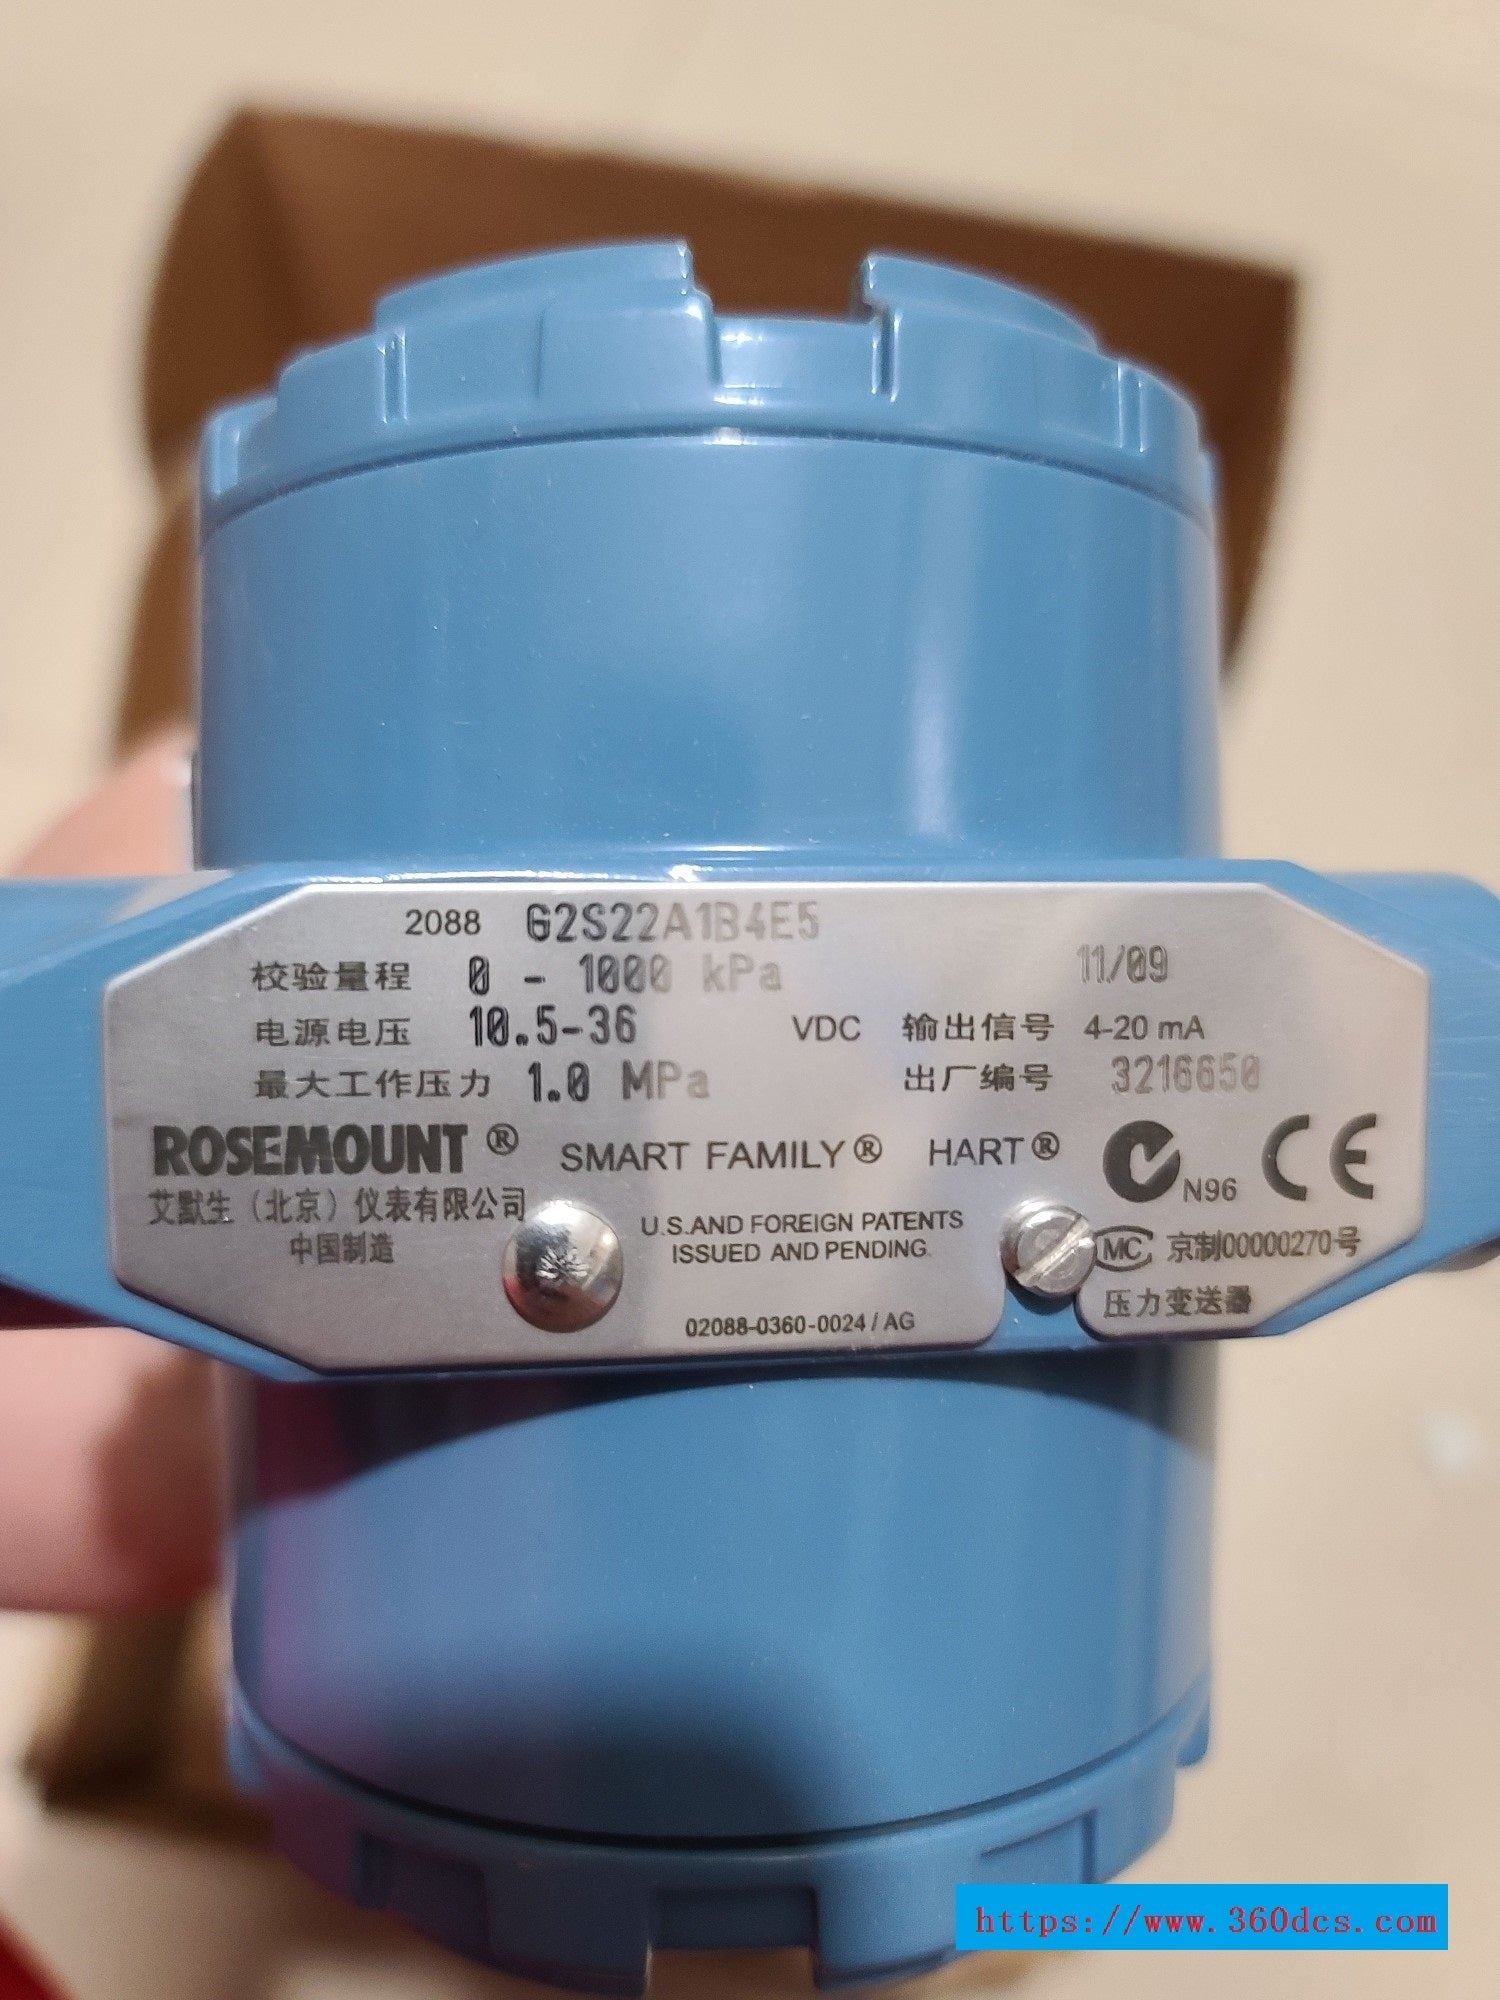 2088 G2S22A1B4E5
校验量程 0 - 1000 kPa 11/09
电源电压 10.5-36 VDC 输出信号 4-20 mA
最大工作压力 1.0 MPa 出厂编号 3216650
ROSEMOUNT® SMART FAMILY® HART® N96 CE
艾默生（北京）仪表有限公司
中国制造
U.S.AND FOREIGN PATENTS
ISSUED AND PENDING.
MC 京制00000270号
压力变送器
02088-0360-0024 / AG
https://www.360dcs.com